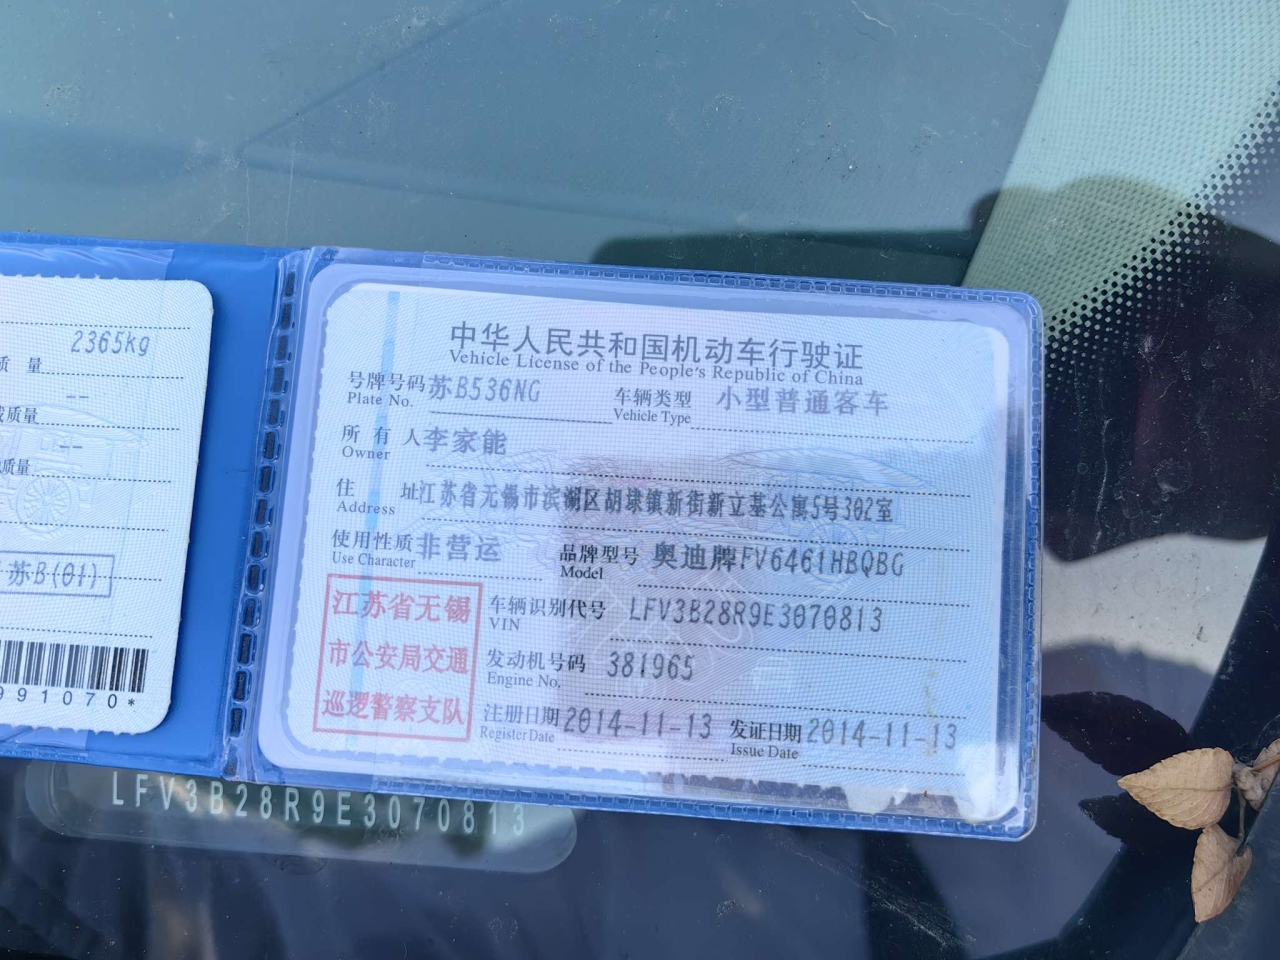 2365kg
质 量
--
质量
--
质量
苏B(01)
991070*
中华人民共和国机动车行驶证
Vehicle License of the People's Republic of China
号牌号码 苏B536NG 车辆类型 小型普通客车
Plate No. Vehicle Type
所 有 人 李家能
Owner
住 址 江苏省无锡市滨湖区胡埭镇新街新立基公寓5号302室
Address
使用性质 非营运 品牌型号 奥迪牌FV6461HBQBG
Use Character Model
江苏省无锡
市公安局交通
巡逻警察支队
车辆识别代号 LFV3B28R9E3070813
VIN
发动机号码 381965
Engine No.
注册日期 2014-11-13 发证日期 2014-11-13
Register Date Issue Date
LFV3B28R9E3070813